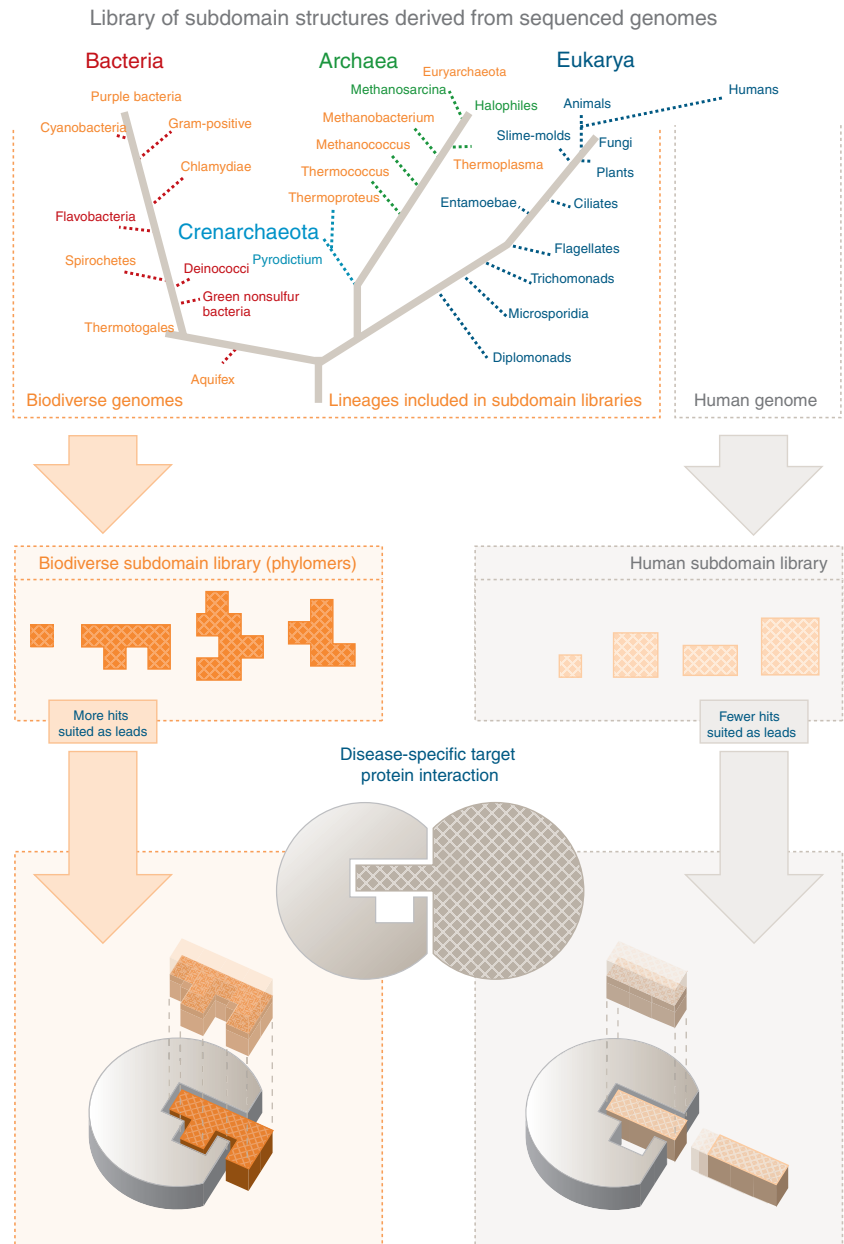 Library of subdomain structures derived from sequenced genomes
Bacteria
Archaea
Eukarya
Purple bacteria
Cyanobacteria
Gram-positive
Chlamydiae
Flavobacteria
Spirochetes
Deinococci
Green nonsulfur
bacteria
Thermotogales
Aquifex
Euryarchaeota
Methanosarcina
Halophiles
Methanobacterium
Methanococcus
Thermoplasma
Thermococcus
Thermoproteus
Crenarchaeota
Pyrodictium
Humans
Animals
Slime-molds
Fungi
Plants
Entamoebae
Ciliates
Flagellates
Trichomonads
Microsporidia
Diplomonads
Biodiverse genomes
Lineages included in subdomain libraries
Human genome
Biodiverse subdomain library (phylomers)
Human subdomain library
More hits
suited as leads
Fewer hits
suited as leads
Disease-specific target
protein interaction